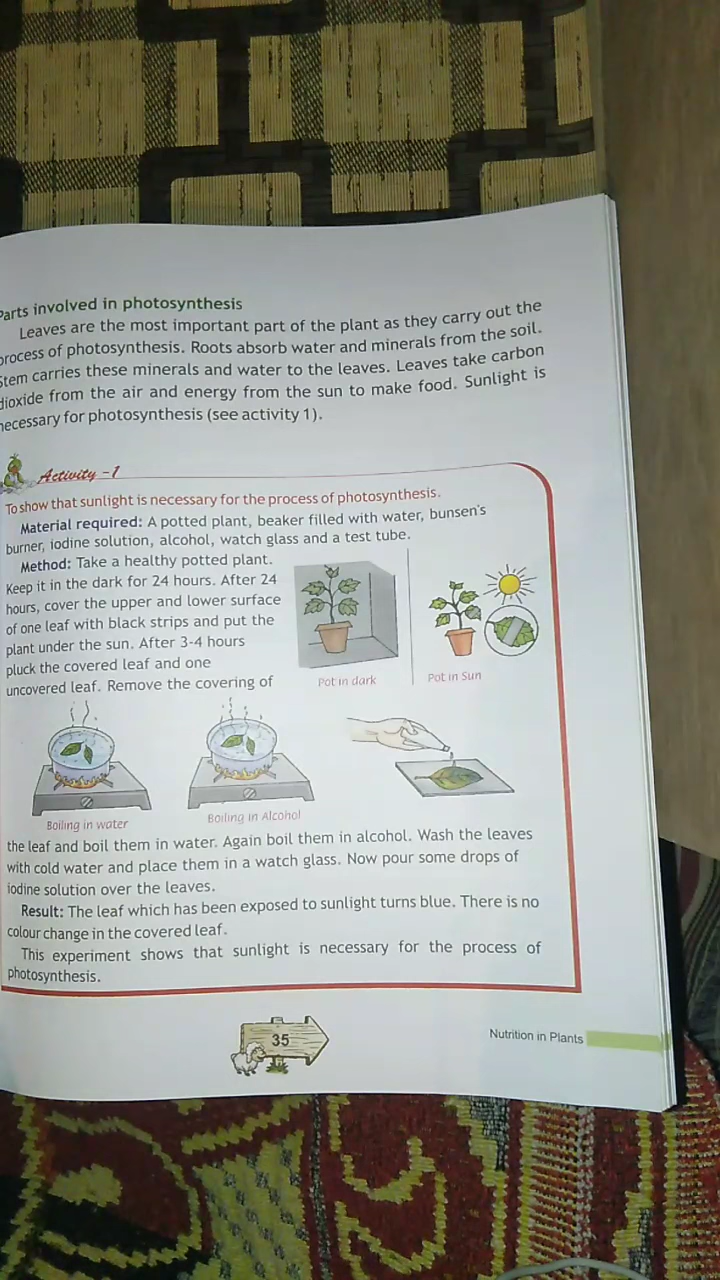 Parts involved in photosynthesis
Leaves are the most important part of the plant as they carry out the
process of photosynthesis. Roots absorb water and minerals from the soil.
Stem carries these minerals and water to the leaves. Leaves take carbon
dioxide from the air and energy from the sun to make food. Sunlight is
necessary for photosynthesis (see activity 1).
Activity -1
To show that sunlight is necessary for the process of photosynthesis.
Material required: A potted plant, beaker filled with water, bunsen's
burner, iodine solution, alcohol, watch glass and a test tube.
Method: Take a healthy potted plant.
Keep it in the dark for 24 hours. After 24
hours, cover the upper and lower surface
of one leaf with black strips and put the
plant under the sun. After 3-4 hours
pluck the covered leaf and one
uncovered leaf. Remove the covering of
Pot in dark
Pot in Sun
Boiling in water
Boiling in Alcohol
the leaf and boil them in water. Again boil them in alcohol. Wash the leaves
with cold water and place them in a watch glass. Now pour some drops of
iodine solution over the leaves.
Result: The leaf which has been exposed to sunlight turns blue. There is no
colour change in the covered leaf.
This experiment shows that sunlight is necessary for the process of
photosynthesis.
35
Nutrition in Plants